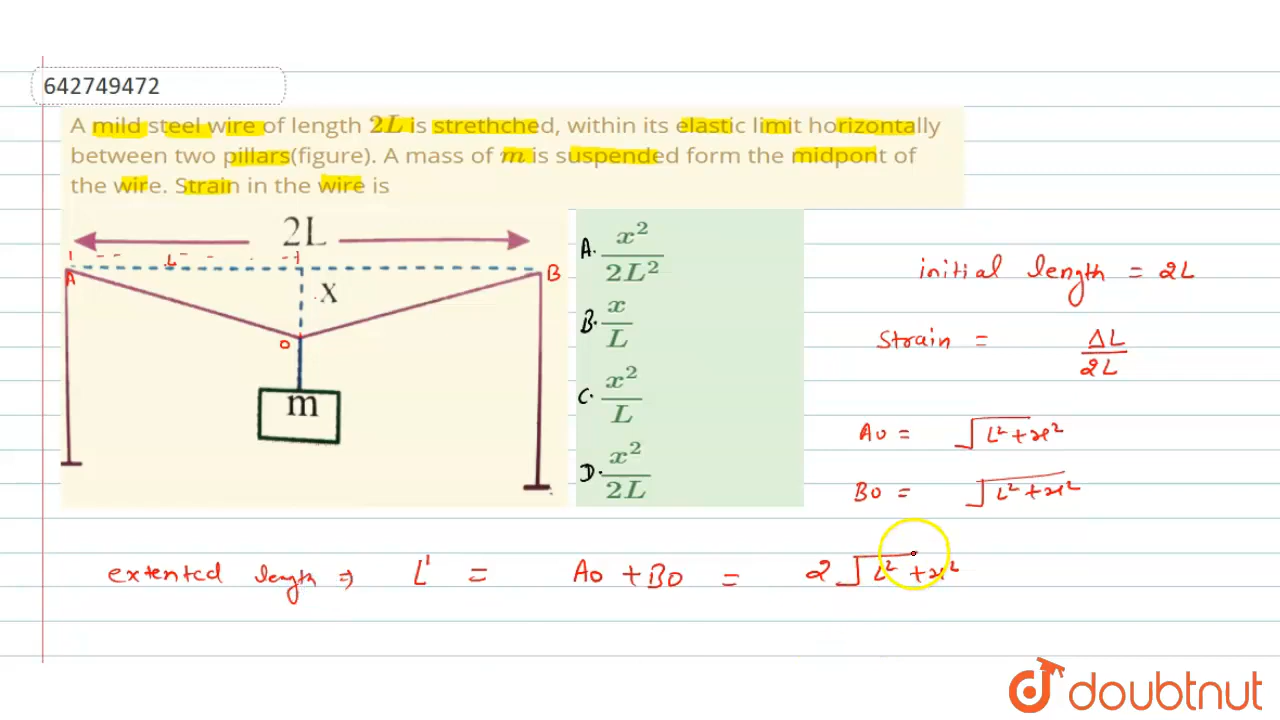 642749472
A mild steel wire of length 2L is strethched, within its elastic limit horizontally
between two pillars(figure). A mass of m is suspended form the midpont of
the wire. Strain in the wire is
2L
L
A
B
X
O
m
A. x²/2L²
B. x/L
C. x²/L
D. x²/2L
initial length = 2L
Strain = ΔL/2L
AO = √L²+x²
BO = √L²+x²
extented length ⇒ L' = AO + BO = 2√L²+x²
doubtnut